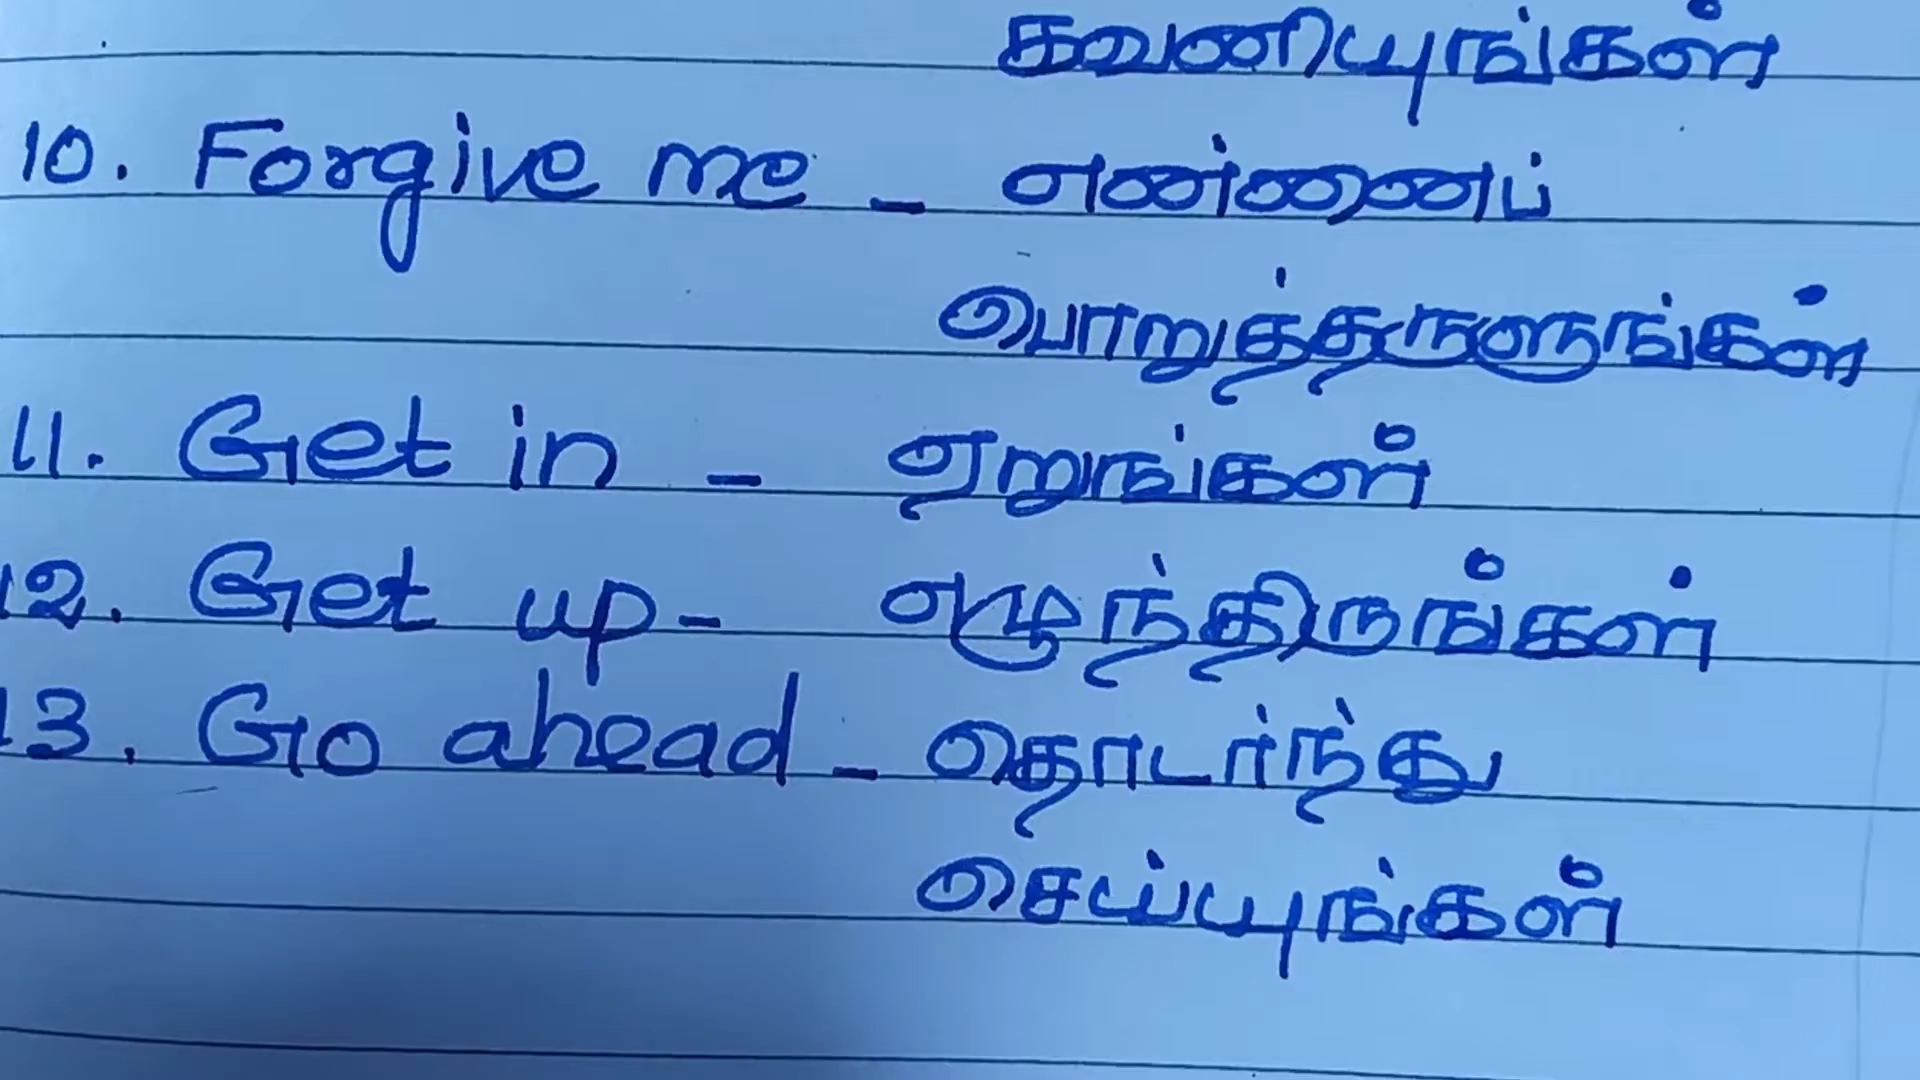 கவனியுங்கள்
10. Forgive me - என்னைப்
பொறுத்தருளுங்கள்
11. Get in - ஏறுங்கள்
12. Get up - எழுந்திருங்கள்
13. Go ahead - தொடர்ந்து
செய்யுங்கள்